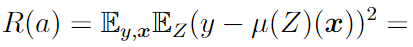 R(a) = 𝔼_{y,𝒙}𝔼_Z(y − μ(Z)(𝒙))² =